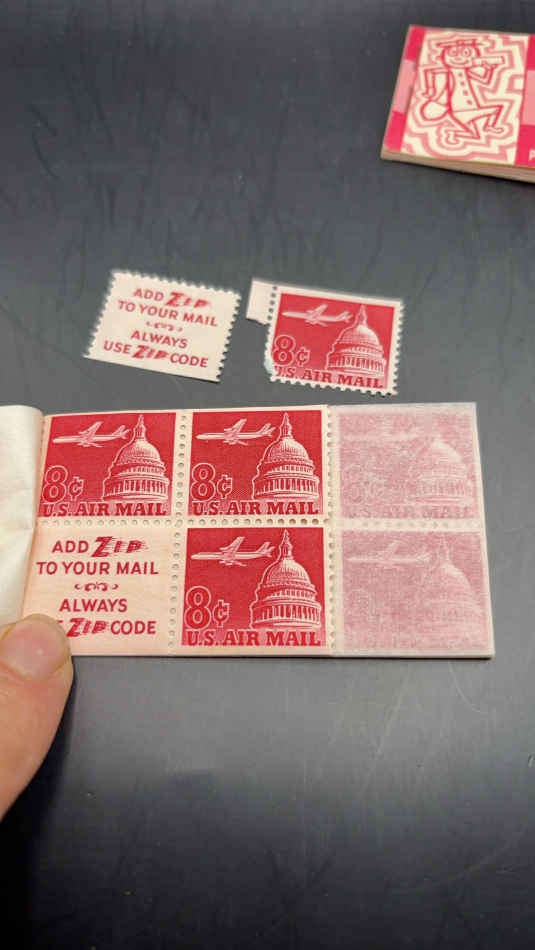 ADD ZIP
TO YOUR MAIL
ALWAYS
USE ZIP CODE
8¢
U.S. AIR MAIL
8¢
U.S. AIR MAIL
8¢
U.S. AIR MAIL
ADD ZIP
TO YOUR MAIL
ALWAYS
ZIP CODE
8¢
U.S. AIR MAIL